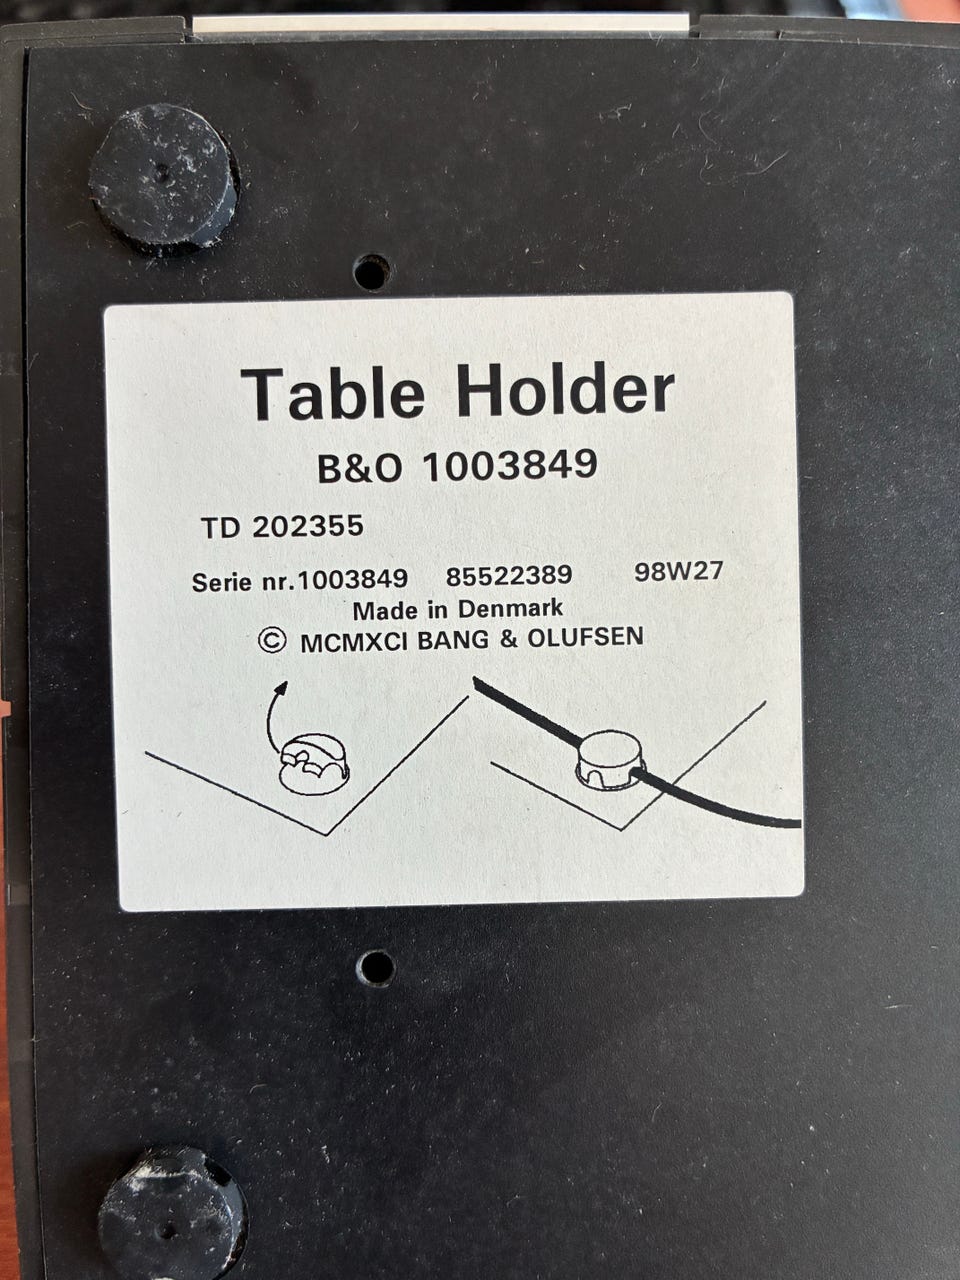 Table Holder
B&O 1003849
TD 202355
Serie nr.1003849 85522389 98W27
Made in Denmark
© MCMXCI BANG & OLUFSEN